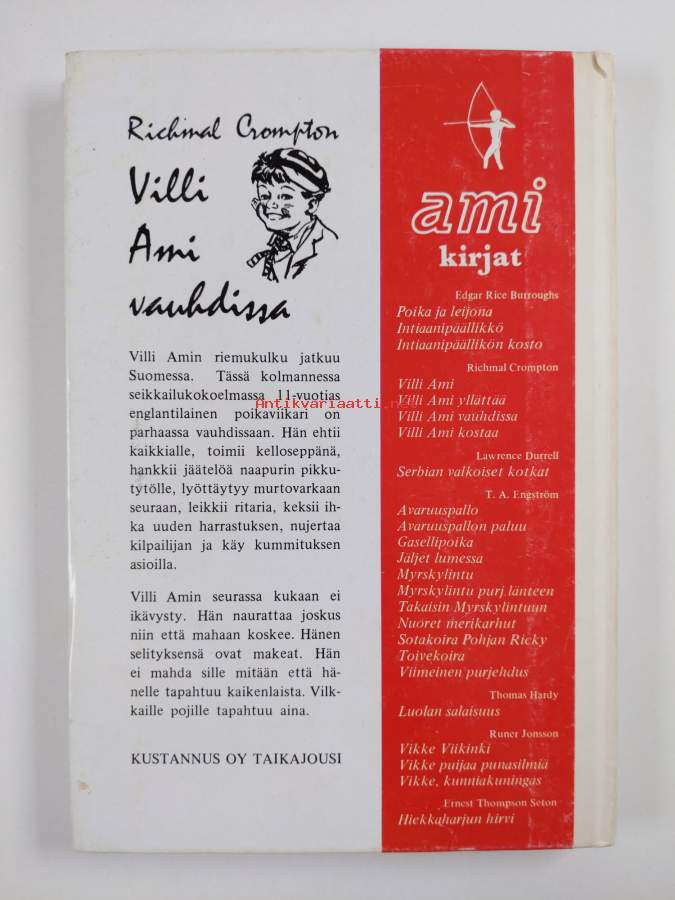 Richmal Crompton
Villi
Ami
vauhdissa
Villi Amin riemukulku jatkuu
Suomessa. Tässä kolmannessa
seikkailukokoelmassa 11-vuotias
englantilainen poikaviikari on
parhaassa vauhdissaan. Hän ehtii
kaikkialle, toimii kelloseppänä,
hankkii jäätelöä naapurin pikku-
tytölle, lyöttäytyy murtovarkaan
seuraan, leikkii ritaria, keksii ih-
ka uuden harrastuksen, nujertaa
kilpailijan ja käy kummituksen
asioilla.
Villi Amin seurassa kukaan ei
ikävysty. Hän naurattaa joskus
niin että mahaan koskee. Hänen
selityksensä ovat makeat. Hän
ei mahda sille mitään että hä-
nelle tapahtuu kaikenlaista. Vilk-
kaille pojille tapahtuu aina.
KUSTANNUS OY TAIKAJOUSI
ami
kirjat
Edgar Rice Burroughs
Poika ja leijona
Intiaanipäällikkö
Intiaanipäällikön kosto
Richmal Crompton
Villi Ami
Villi Ami yllättää
Villi Ami vauhdissa
Villi Ami kostaa
Lawrence Durrell
Serbian valkoiset kotkat
T. A. Engström
Avaruuspallo
Avaruuspallon paluu
Gasellipoika
Jäljet lumessa
Myrskylintu
Myrskylintu purj.länteen
Takaisin Myrskylintuun
Nuoret merikarhut
Sotakoira Pohjan Ricky
Toivekoira
Viimeinen purjehdus
Thomas Hardy
Luolan salaisuus
Runer Jonsson
Vikke Viikinki
Vikke puijaa punasilmiä
Vikke, kunniakuningas
Ernest Thompson Seton
Hiekkaharjun hirvi
Antikvariaatti.net